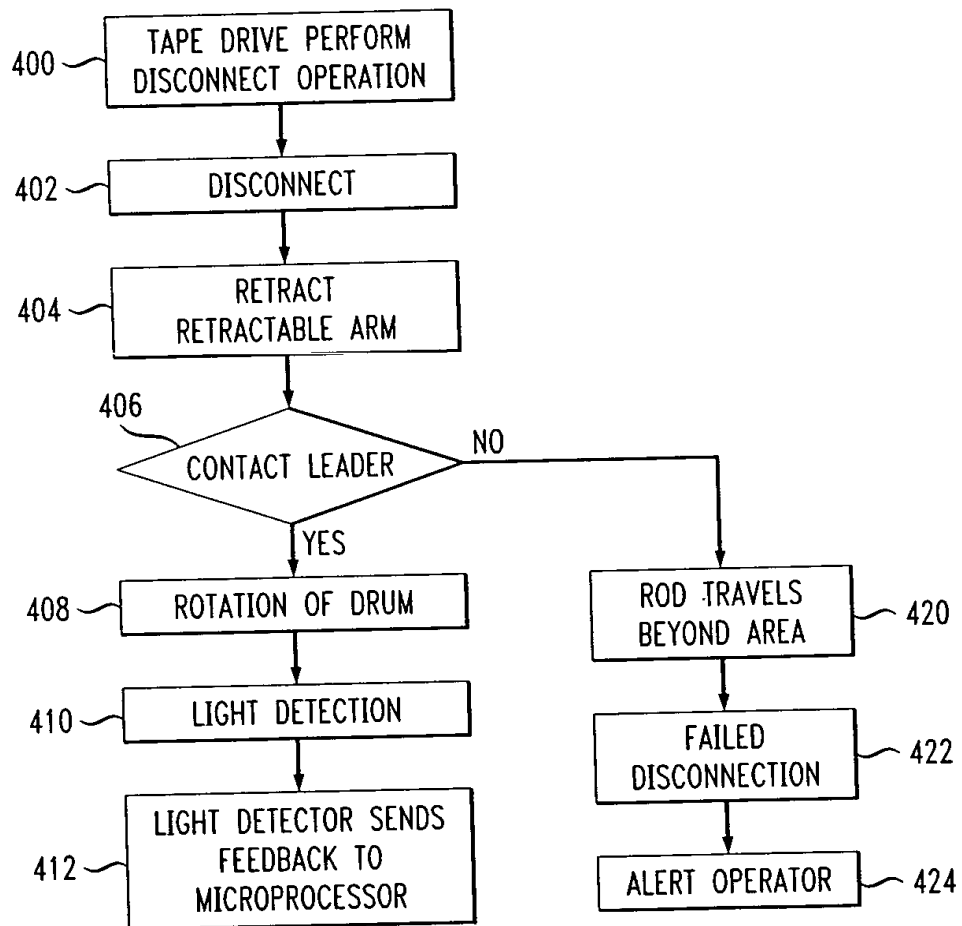 400
TAPE DRIVE PERFORM
DISCONNECT OPERATION
402
DISCONNECT
404
RETRACT
RETRACTABLE ARM
406
CONTACT LEADER
NO
YES
408
ROTATION OF DRUM
410
LIGHT DETECTION
412
LIGHT DETECTOR SENDS
FEEDBACK TO
MICROPROCESSOR
ROD TRAVELS
BEYOND AREA
420
FAILED
DISCONNECTION
422
ALERT OPERATOR
424